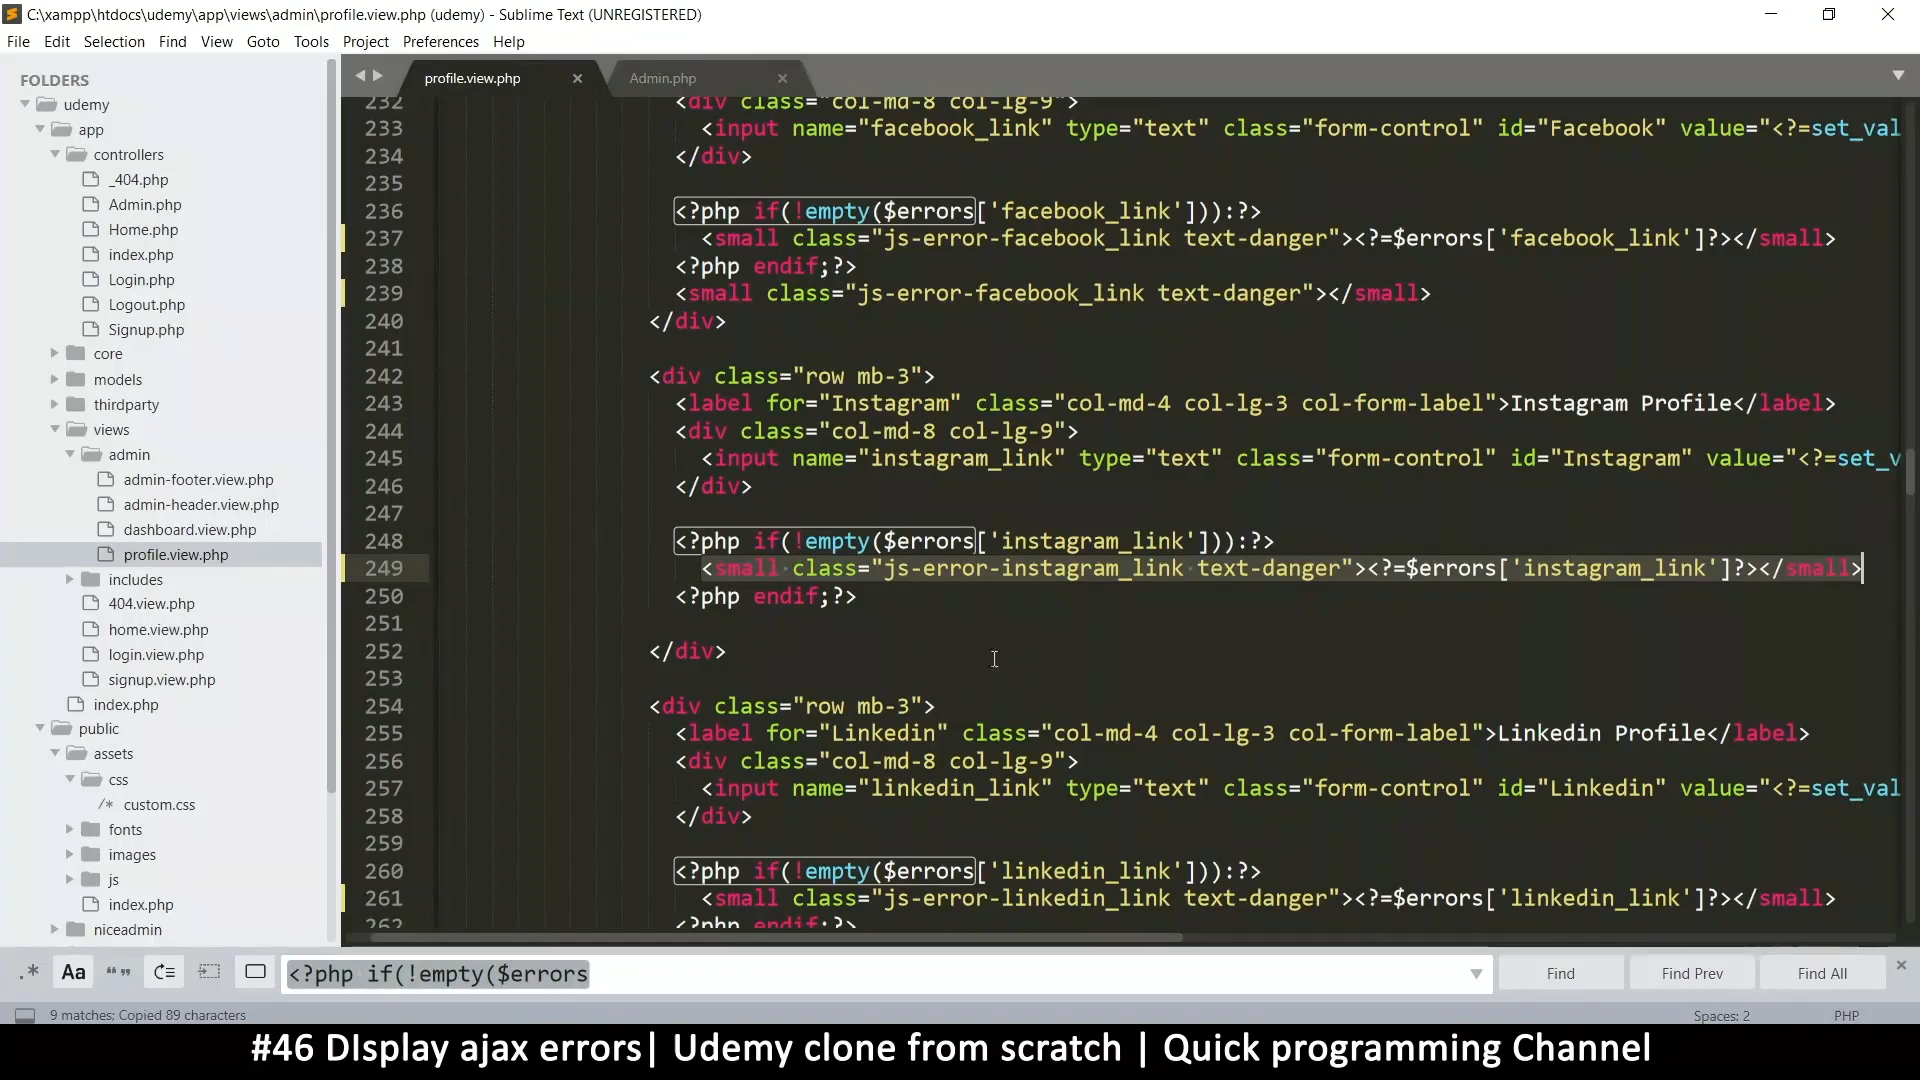 C:\xampp\htdocs\udemy\app\views\admin\profile.view.php (udemy) - Sublime Text (UNREGISTERED)
File Edit Selection Find View Goto Tools Project Preferences Help
FOLDERS
udemy
app
controllers
_404.php
Admin.php
Home.php
index.php
Login.php
Logout.php
Signup.php
core
models
thirdparty
views
admin
admin-footer.view.php
admin-header.view.php
dashboard.view.php
profile.view.php
includes
404.view.php
home.view.php
login.view.php
signup.view.php
index.php
public
assets
css
/* custom.css
fonts
images
js
index.php
niceadmin
profile.view.php Admin.php
232 <div class="col-md-8 col-lg-9">
233 <input name="facebook_link" type="text" class="form-control" id="Facebook" value="<?=set_val
234 </div>
235
236 <?php if(!empty($errors['facebook_link'])):?>
237 <small class="js-error-facebook_link text-danger"><?=$errors['facebook_link']?></small>
238 <?php endif;?>
239 <small class="js-error-facebook_link text-danger"></small>
240 </div>
241
242 <div class="row mb-3">
243 <label for="Instagram" class="col-md-4 col-lg-3 col-form-label">Instagram Profile</label>
244 <div class="col-md-8 col-lg-9">
245 <input name="instagram_link" type="text" class="form-control" id="Instagram" value="<?=set_v
246 </div>
247
248 <?php if(!empty($errors['instagram_link'])):?>
249 <small class="js-error-instagram_link text-danger"><?=$errors['instagram_link']?></small>
250 <?php endif;?>
251
252 </div>
253
254 <div class="row mb-3">
255 <label for="Linkedin" class="col-md-4 col-lg-3 col-form-label">Linkedin Profile</label>
256 <div class="col-md-8 col-lg-9">
257 <input name="linkedin_link" type="text" class="form-control" id="Linkedin" value="<?=set_val
258 </div>
259
260 <?php if(!empty($errors['linkedin_link'])):?>
261 <small class="js-error-linkedin_link text-danger"><?=$errors['linkedin_link']?></small>
262 <?php endif;?>
.* Aa “” <?php if(!empty($errors Find Find Prev Find All
9 matches; Copied 89 characters Spaces: 2 PHP
#46 DIsplay ajax errors| Udemy clone from scratch | Quick programming Channel